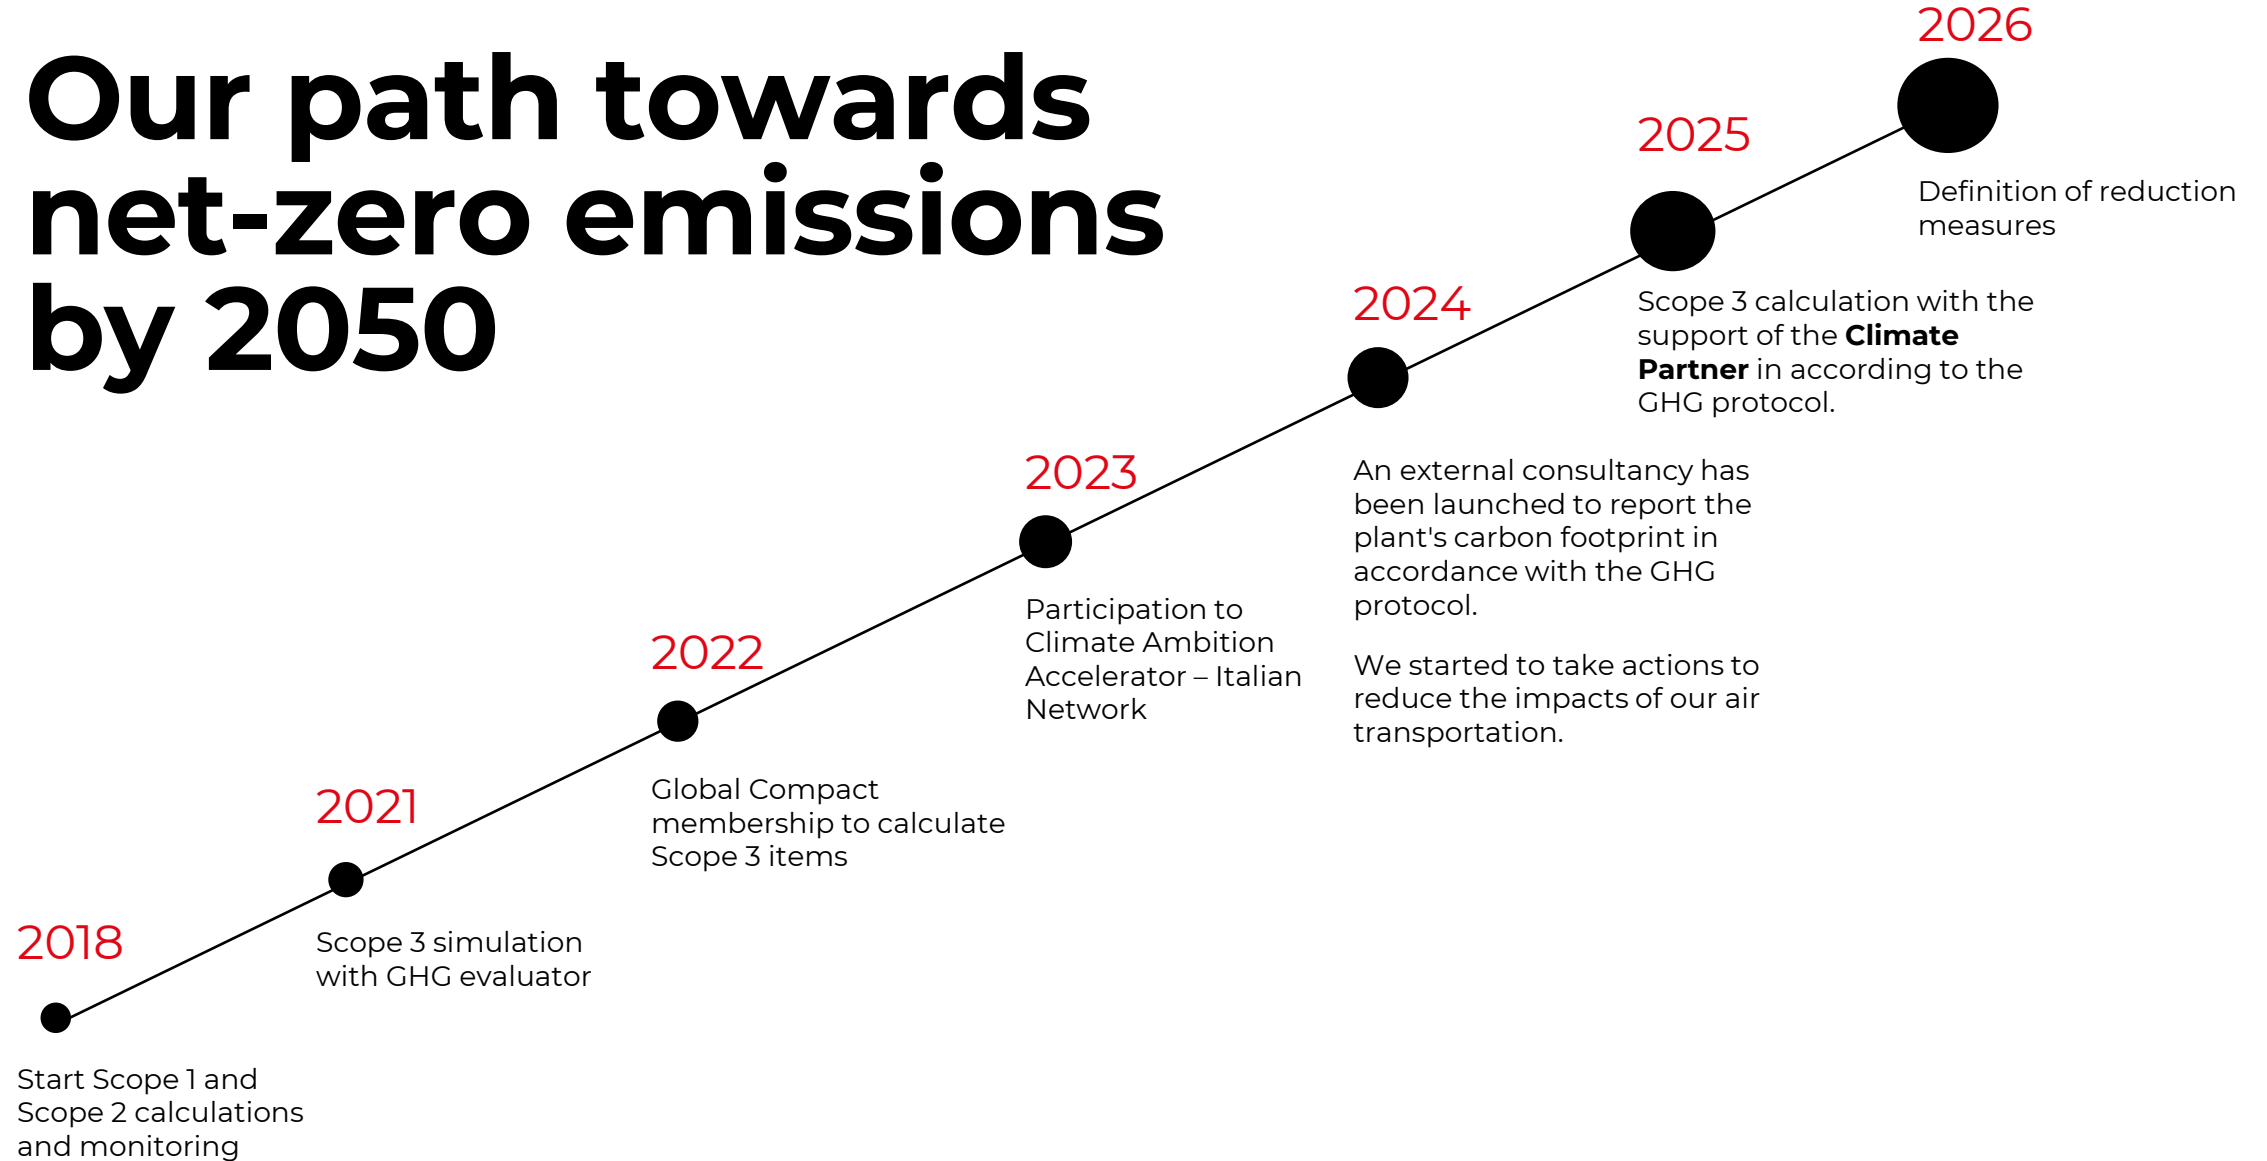 Our path towards
net-zero emissions
by 2050
2018
Start Scope 1 and
Scope 2 calculations
and monitoring
2021
Scope 3 simulation
with GHG evaluator
2022
Global Compact
membership to calculate
Scope 3 items
2023
Participation to
Climate Ambition
Accelerator – Italian
Network
2024
An external consultancy has
been launched to report the
plant's carbon footprint in
accordance with the GHG
protocol.
We started to take actions to
reduce the impacts of our air
transportation.
2025
Scope 3 calculation with the
support of the Climate
Partner in according to the
GHG protocol.
2026
Definition of reduction
measures